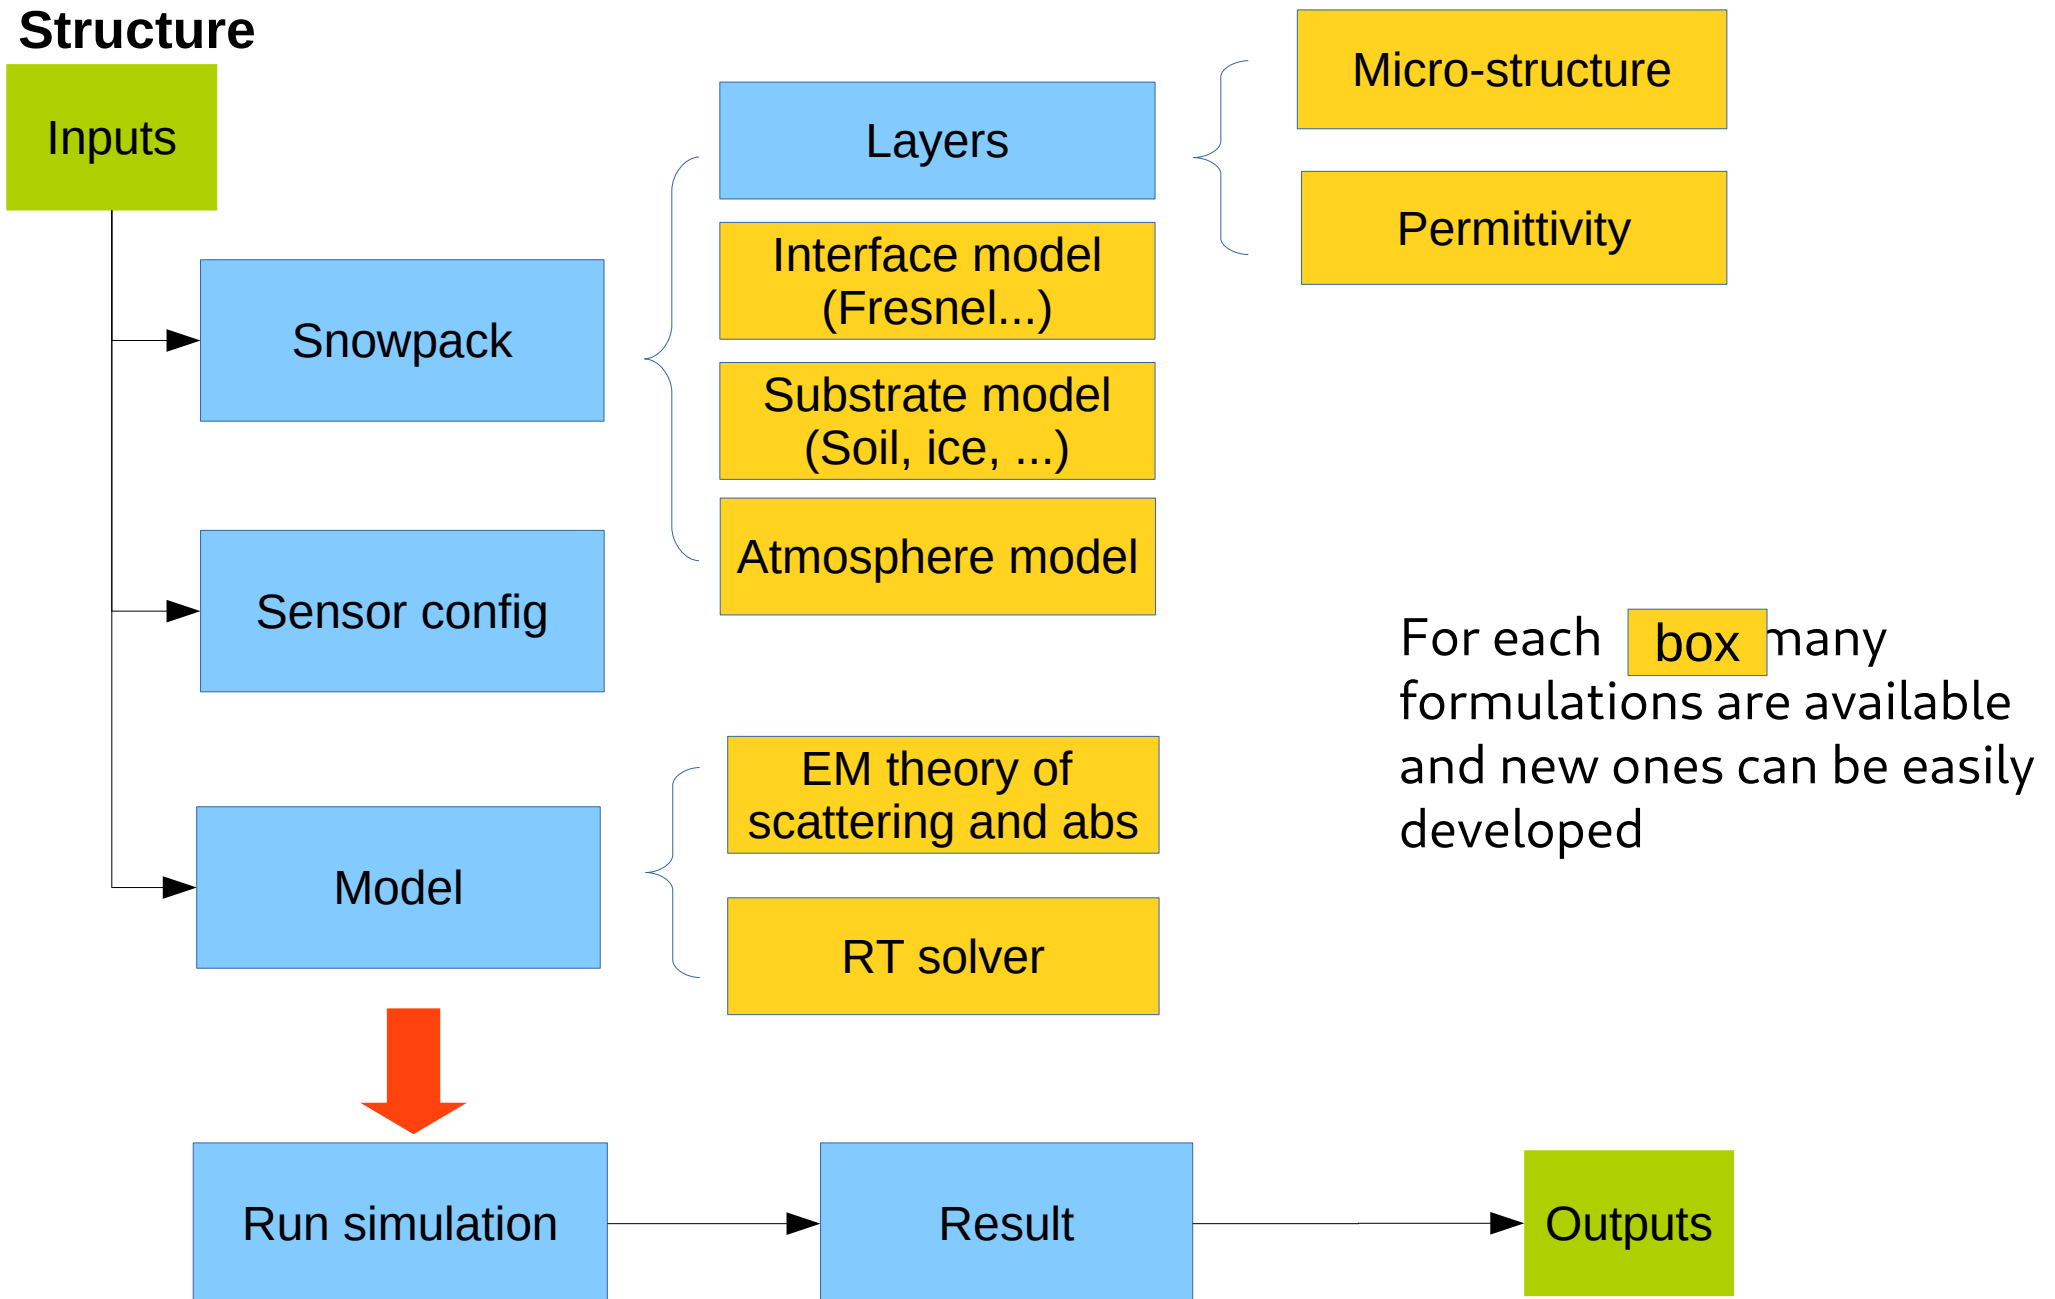 Structure
Inputs
Micro-structure
Layers
Permittivity
Interface model
(Fresnel...)
Snowpack
Substrate model
(Soil, ice, ...)
Atmosphere model
Sensor config
For each box many
formulations are available
and new ones can be easily
developed
EM theory of
scattering and abs
Model
RT solver
Run simulation
Result
Outputs